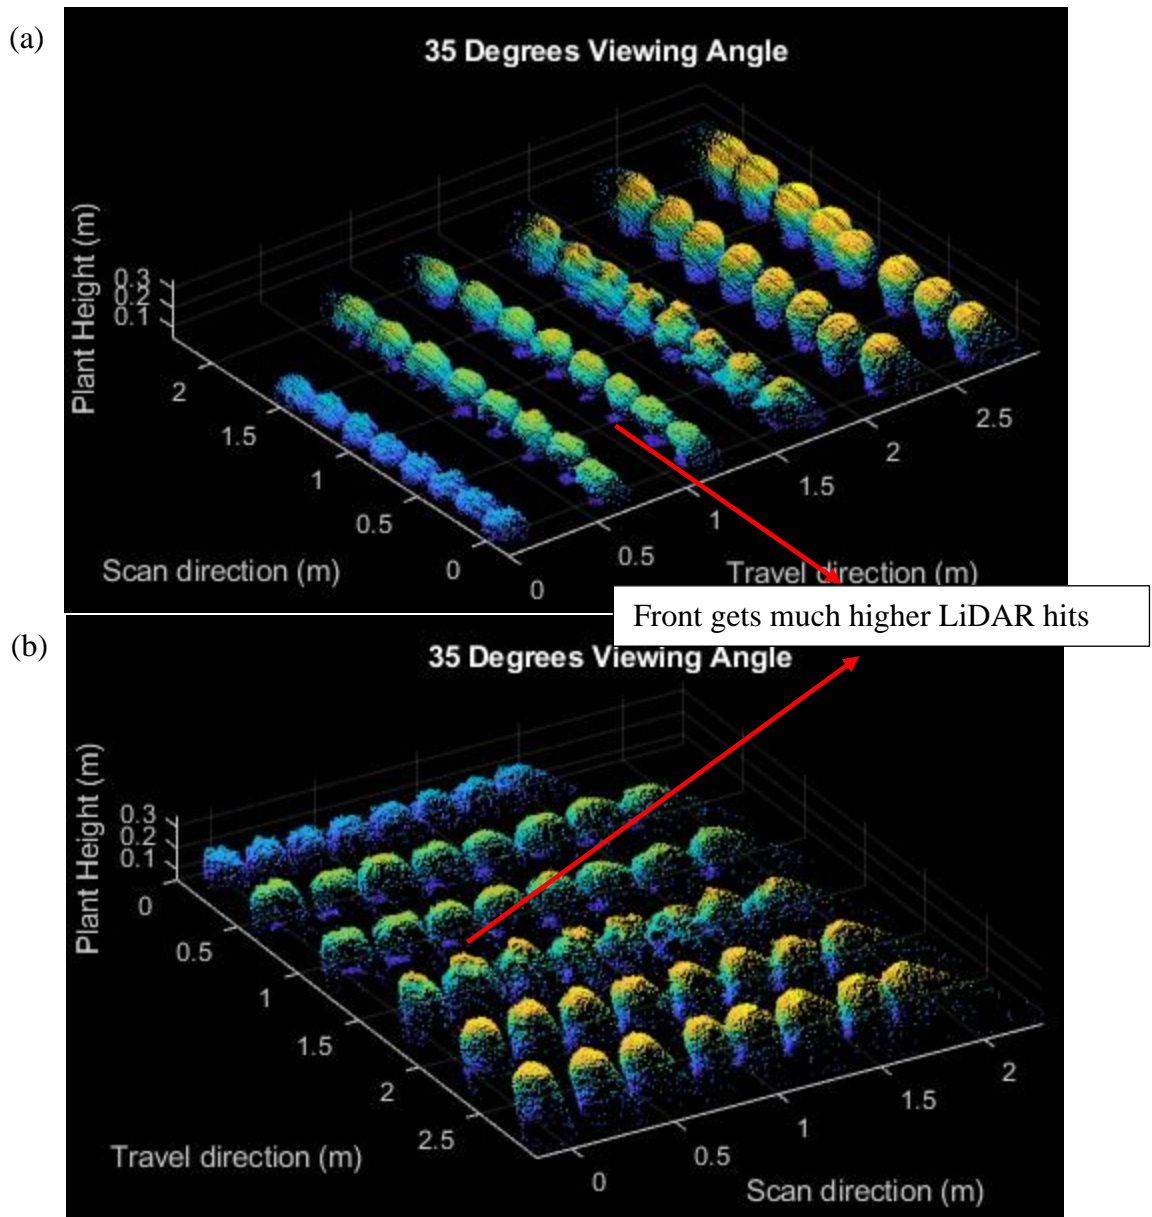 (a)
35 Degrees Viewing Angle
Plant Height (m)
0.3
0.2
0.1
2
1.5
1
0.5
0
Scan direction (m)
0
0.5
1
1.5
2
2.5
Travel direction (m)
Front gets much higher LiDAR hits
(b)
35 Degrees Viewing Angle
Plant Height (m)
0.3
0.2
0.1
0
0.5
1
1.5
2
2.5
Travel direction (m)
0
0.5
1
1.5
2
Scan direction (m)